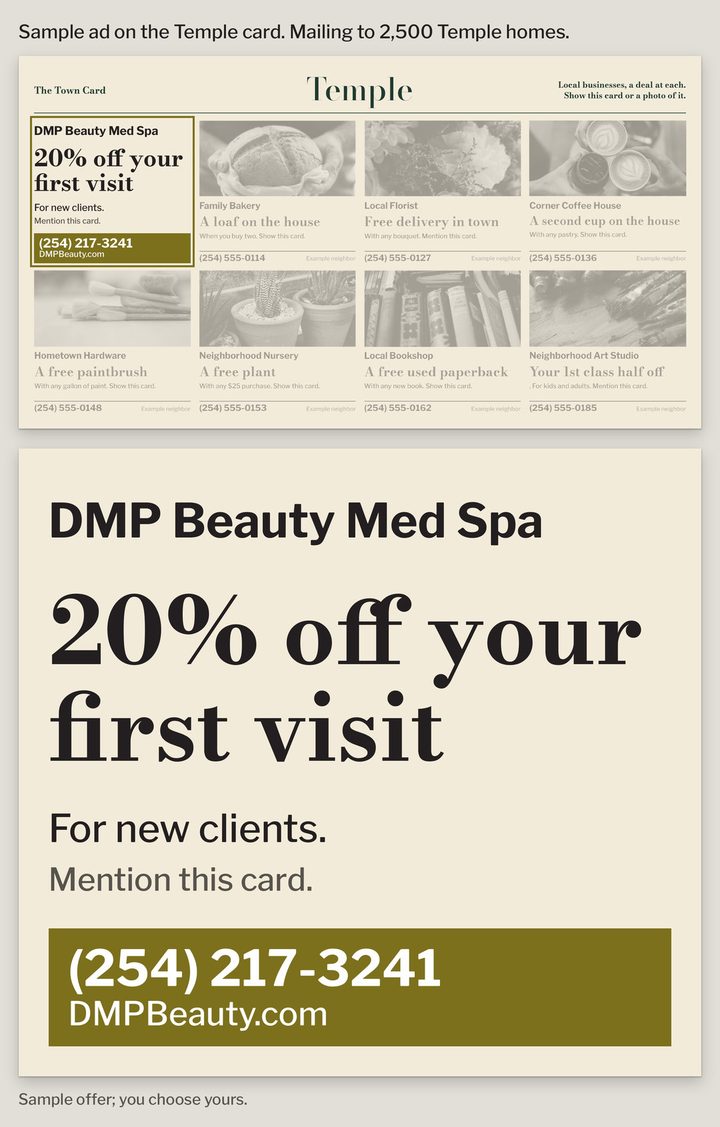 Sample ad on the Temple card. Mailing to 2,500 Temple homes.
The Town Card
Temple
Local businesses, a deal at each.
Show this card or a photo of it.
DMP Beauty Med Spa
20% off your
first visit
For new clients.
Mention this card.
(254) 217-3241
DMPBeauty.com
Family Bakery
A loaf on the house
When you buy two. Show this card.
(254) 555-0114
Example neighbor
Local Florist
Free delivery in town
With any bouquet. Mention this card.
(254) 555-0127
Example neighbor
Corner Coffee House
A second cup on the house
With any pastry. Show this card.
(254) 555-0136
Example neighbor
Hometown Hardware
A free paintbrush
With any gallon of paint. Show this card.
(254) 555-0148
Example neighbor
Neighborhood Nursery
A free plant
With any $25 purchase. Show this card.
(254) 555-0153
Example neighbor
Local Bookshop
A free used paperback
With any new book. Show this card.
(254) 555-0162
Example neighbor
Neighborhood Art Studio
Your 1st class half off
For kids and adults. Mention this card.
(254) 555-0185
Example neighbor
DMP Beauty Med Spa
20% off your
first visit
For new clients.
Mention this card.
(254) 217-3241
DMPBeauty.com
Sample offer; you choose yours.